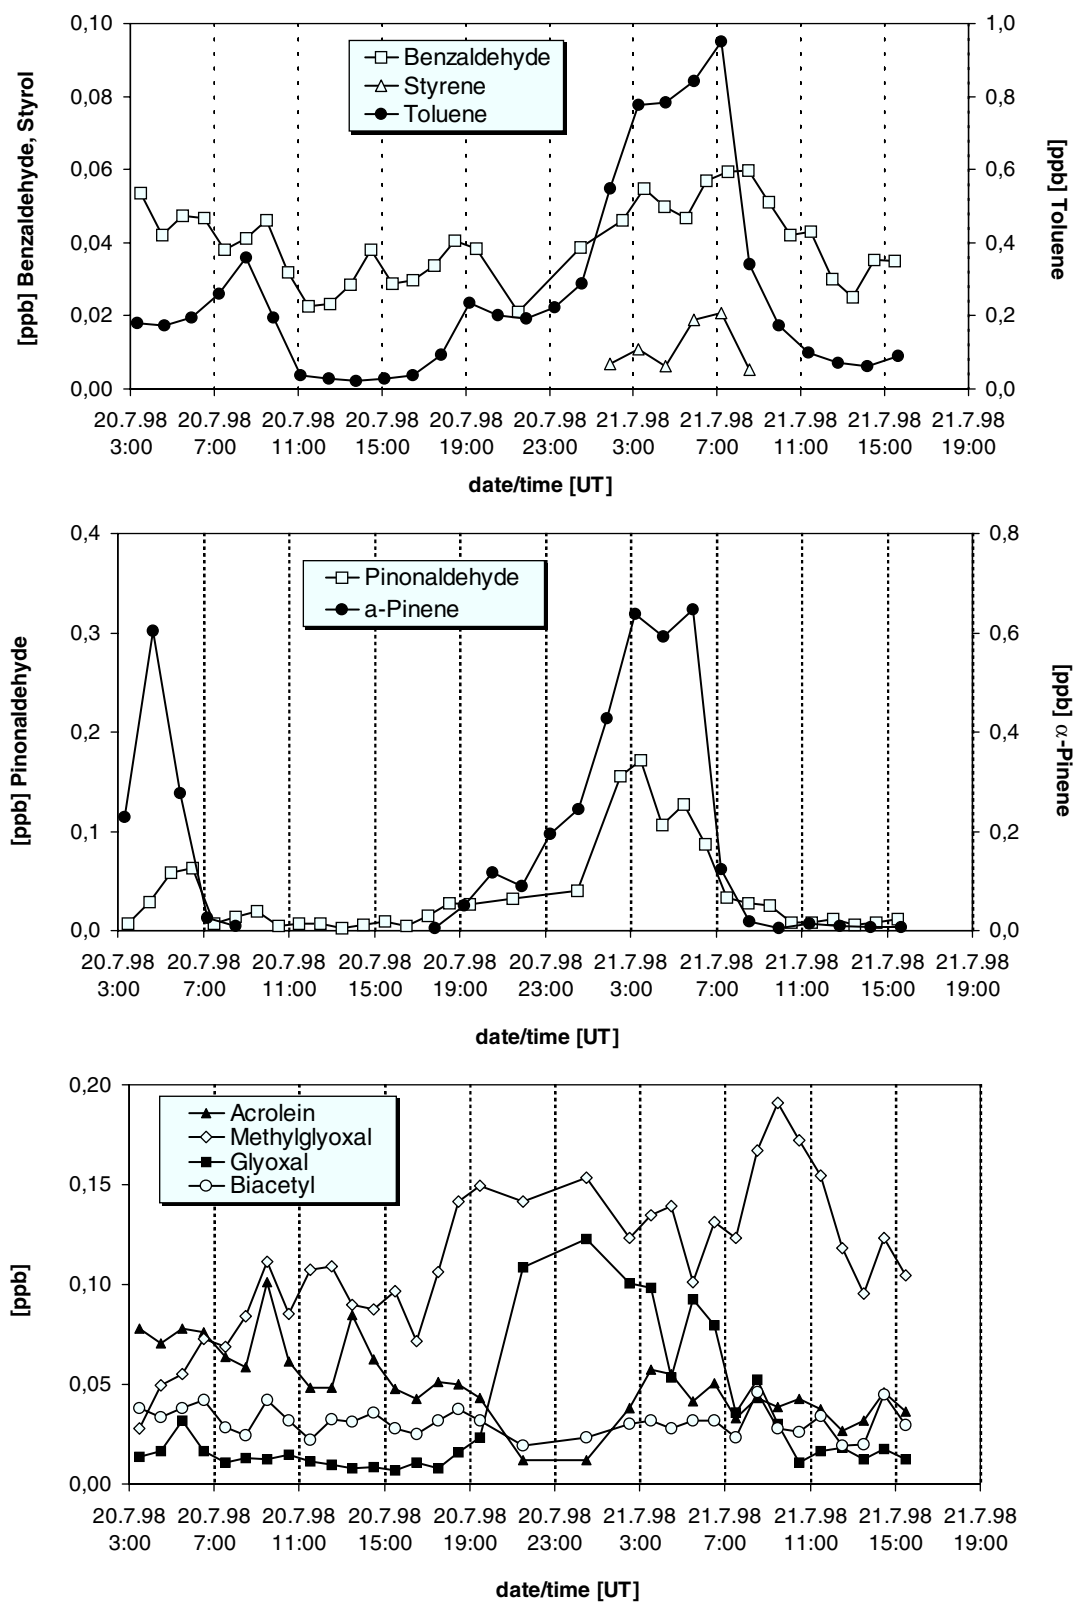 0,10
1,0
Benzaldehyde
Styrene
Toluene
0,08
0,8
0,06
0,6
0,04
0,4
0,02
0,2
0,00
0,0
[ppb] Benzaldehyde, Styrol
[ppb] Toluene
20.7.98 20.7.98 20.7.98 20.7.98 20.7.98 20.7.98 21.7.98 21.7.98 21.7.98 21.7.98 21.7.98
3:00 7:00 11:00 15:00 19:00 23:00 3:00 7:00 11:00 15:00 19:00
date/time [UT]
0,4
0,8
Pinonaldehyde
a-Pinene
0,3
0,6
0,2
0,4
0,1
0,2
0,0
0,0
[ppb] Pinonaldehyde
[ppb] α-Pinene
20.7.98 20.7.98 20.7.98 20.7.98 20.7.98 20.7.98 21.7.98 21.7.98 21.7.98 21.7.98 21.7.98
3:00 7:00 11:00 15:00 19:00 23:00 3:00 7:00 11:00 15:00 19:00
date/time [UT]
0,20
Acrolein
Methylglyoxal
Glyoxal
Biacetyl
0,15
0,10
0,05
0,00
[ppb]
20.7.98 20.7.98 20.7.98 20.7.98 20.7.98 20.7.98 21.7.98 21.7.98 21.7.98 21.7.98 21.7.98
3:00 7:00 11:00 15:00 19:00 23:00 3:00 7:00 11:00 15:00 19:00
date/time [UT]